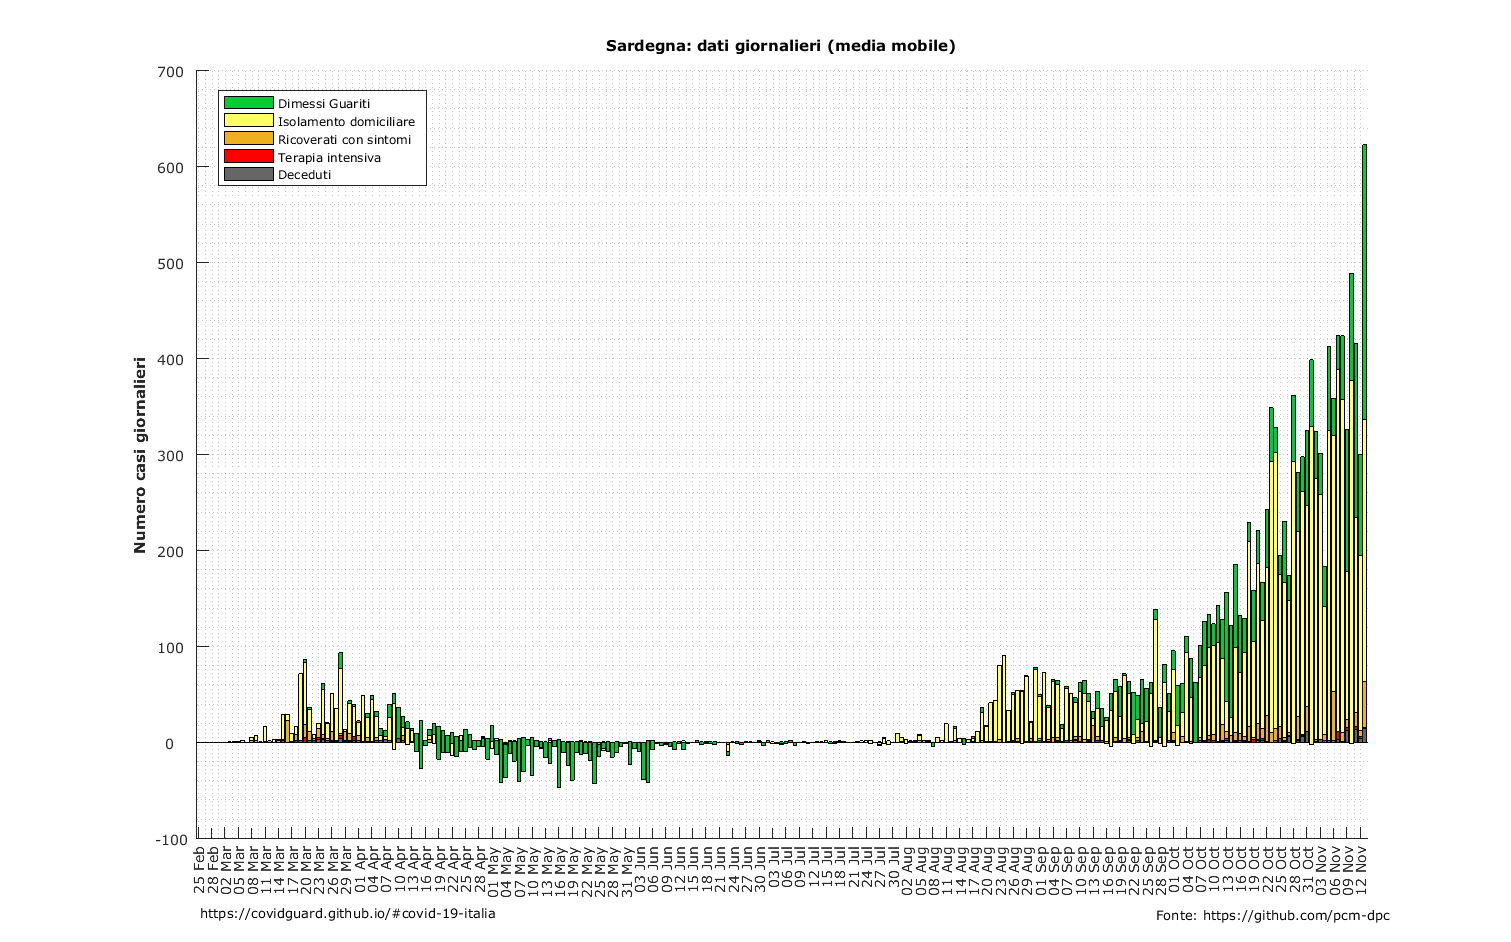 Sardegna: dati giornalieri (media mobile)
700
600
500
400
300
200
100
0
-100
Numero casi giornalieri
Dimessi Guariti
Isolamento domiciliare
Ricoverati con sintomi
Terapia intensiva
Deceduti
25 Feb
28 Feb
02 Mar
05 Mar
08 Mar
11 Mar
14 Mar
17 Mar
20 Mar
23 Mar
26 Mar
29 Mar
01 Apr
04 Apr
07 Apr
10 Apr
13 Apr
16 Apr
19 Apr
22 Apr
25 Apr
28 Apr
01 May
04 May
07 May
10 May
13 May
16 May
19 May
22 May
25 May
28 May
31 May
03 Jun
06 Jun
09 Jun
12 Jun
15 Jun
18 Jun
21 Jun
24 Jun
27 Jun
30 Jun
03 Jul
06 Jul
09 Jul
12 Jul
15 Jul
18 Jul
21 Jul
24 Jul
27 Jul
30 Jul
02 Aug
05 Aug
08 Aug
11 Aug
14 Aug
17 Aug
20 Aug
23 Aug
26 Aug
29 Aug
01 Sep
04 Sep
07 Sep
10 Sep
13 Sep
16 Sep
19 Sep
22 Sep
25 Sep
28 Sep
01 Oct
04 Oct
07 Oct
10 Oct
13 Oct
16 Oct
19 Oct
22 Oct
25 Oct
28 Oct
31 Oct
03 Nov
06 Nov
09 Nov
12 Nov
https://covidguard.github.io/#covid-19-italia
Fonte: https://github.com/pcm-dpc